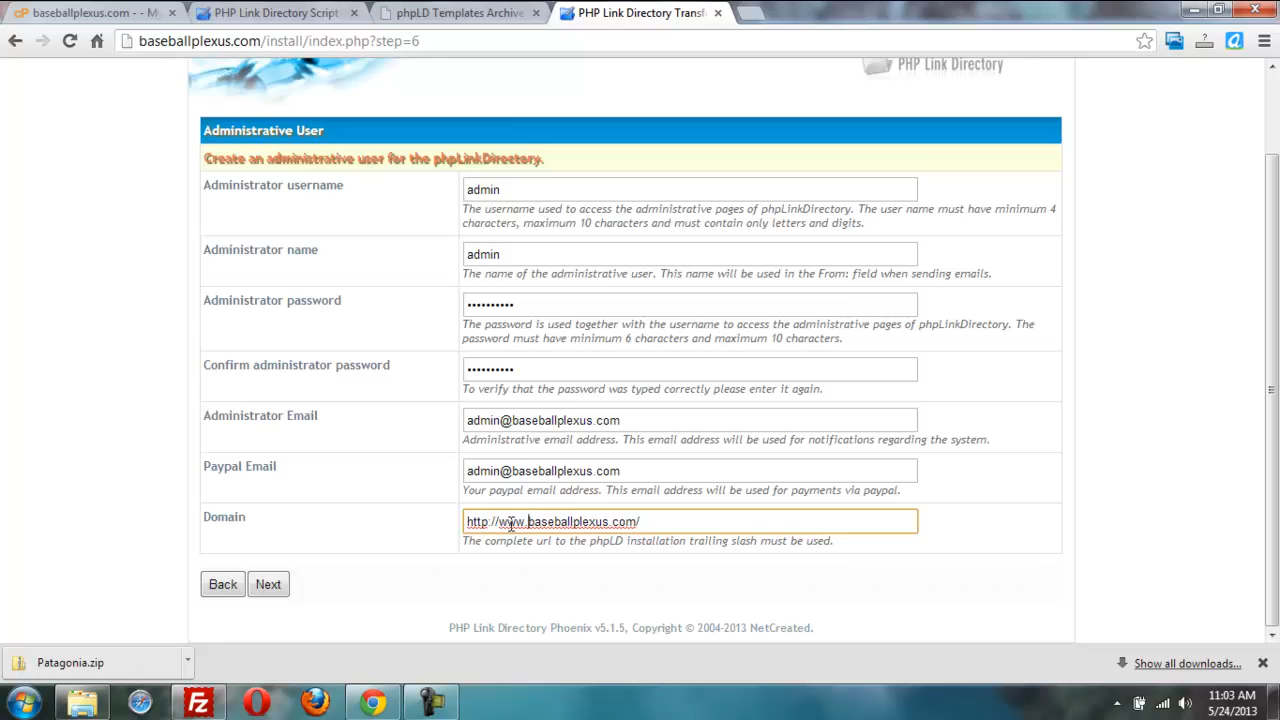 baseballplexus.com - - My
PHP Link Directory Script
phpLD Templates Archive
PHP Link Directory Transf
baseballplexus.com/install/index.php?step=6
PHP Link Directory
Administrative User
Create an administrative user for the phpLinkDirectory.
Administrator username
admin
The username used to access the administrative pages of phpLinkDirectory. The user name must have minimum 4
characters, maximum 10 characters and must contain only letters and digits.
Administrator name
admin
The name of the administrative user. This name will be used in the From: field when sending emails.
Administrator password
••••••••••
The password is used together with the username to access the administrative pages of phpLinkDirectory. The
password must have minimum 6 characters and maximum 10 characters.
Confirm administrator password
••••••••••
To verify that the password was typed correctly please enter it again.
Administrator Email
admin@baseballplexus.com
Administrative email address. This email address will be used for notifications regarding the system.
Paypal Email
admin@baseballplexus.com
Your paypal email address. This email address will be used for payments via paypal.
Domain
http://www.baseballplexus.com/
The complete url to the phpLD installation trailing slash must be used.
Back
Next
PHP Link Directory Phoenix v5.1.5, Copyright © 2004-2013 NetCreated.
Patagonia.zip
Show all downloads...
11:03 AM
5/24/2013